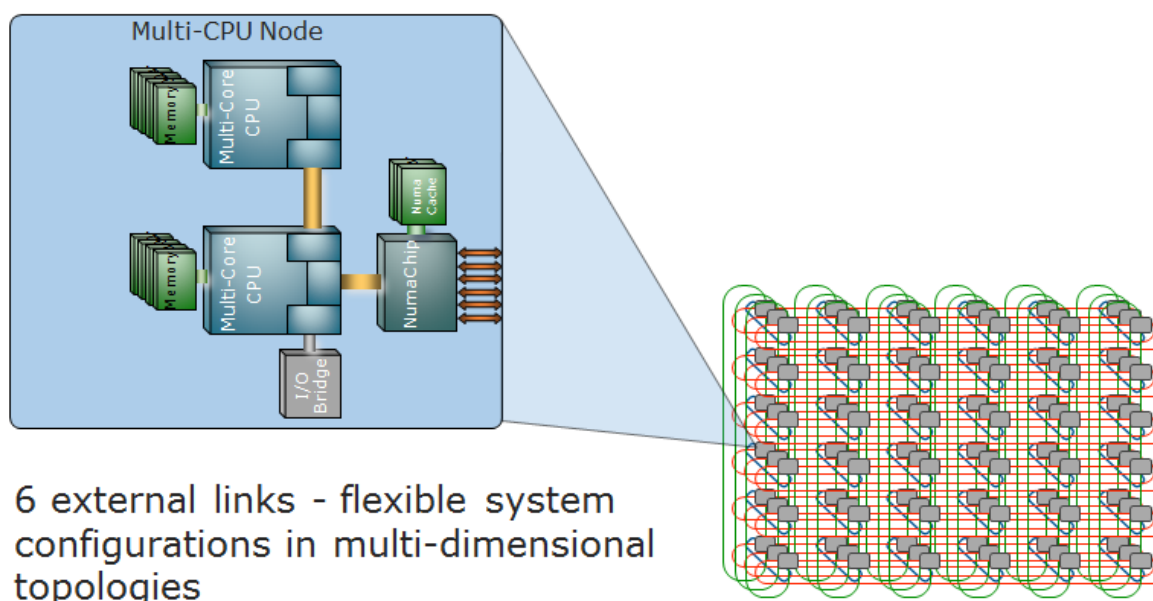 Multi-CPU Node
Memory
Multi-Core
CPU
Numa
Cache
Memory
Multi-Core
CPU
NumaChip
I/O
Bridge
6 external links - flexible system
configurations in multi-dimensional
topologies